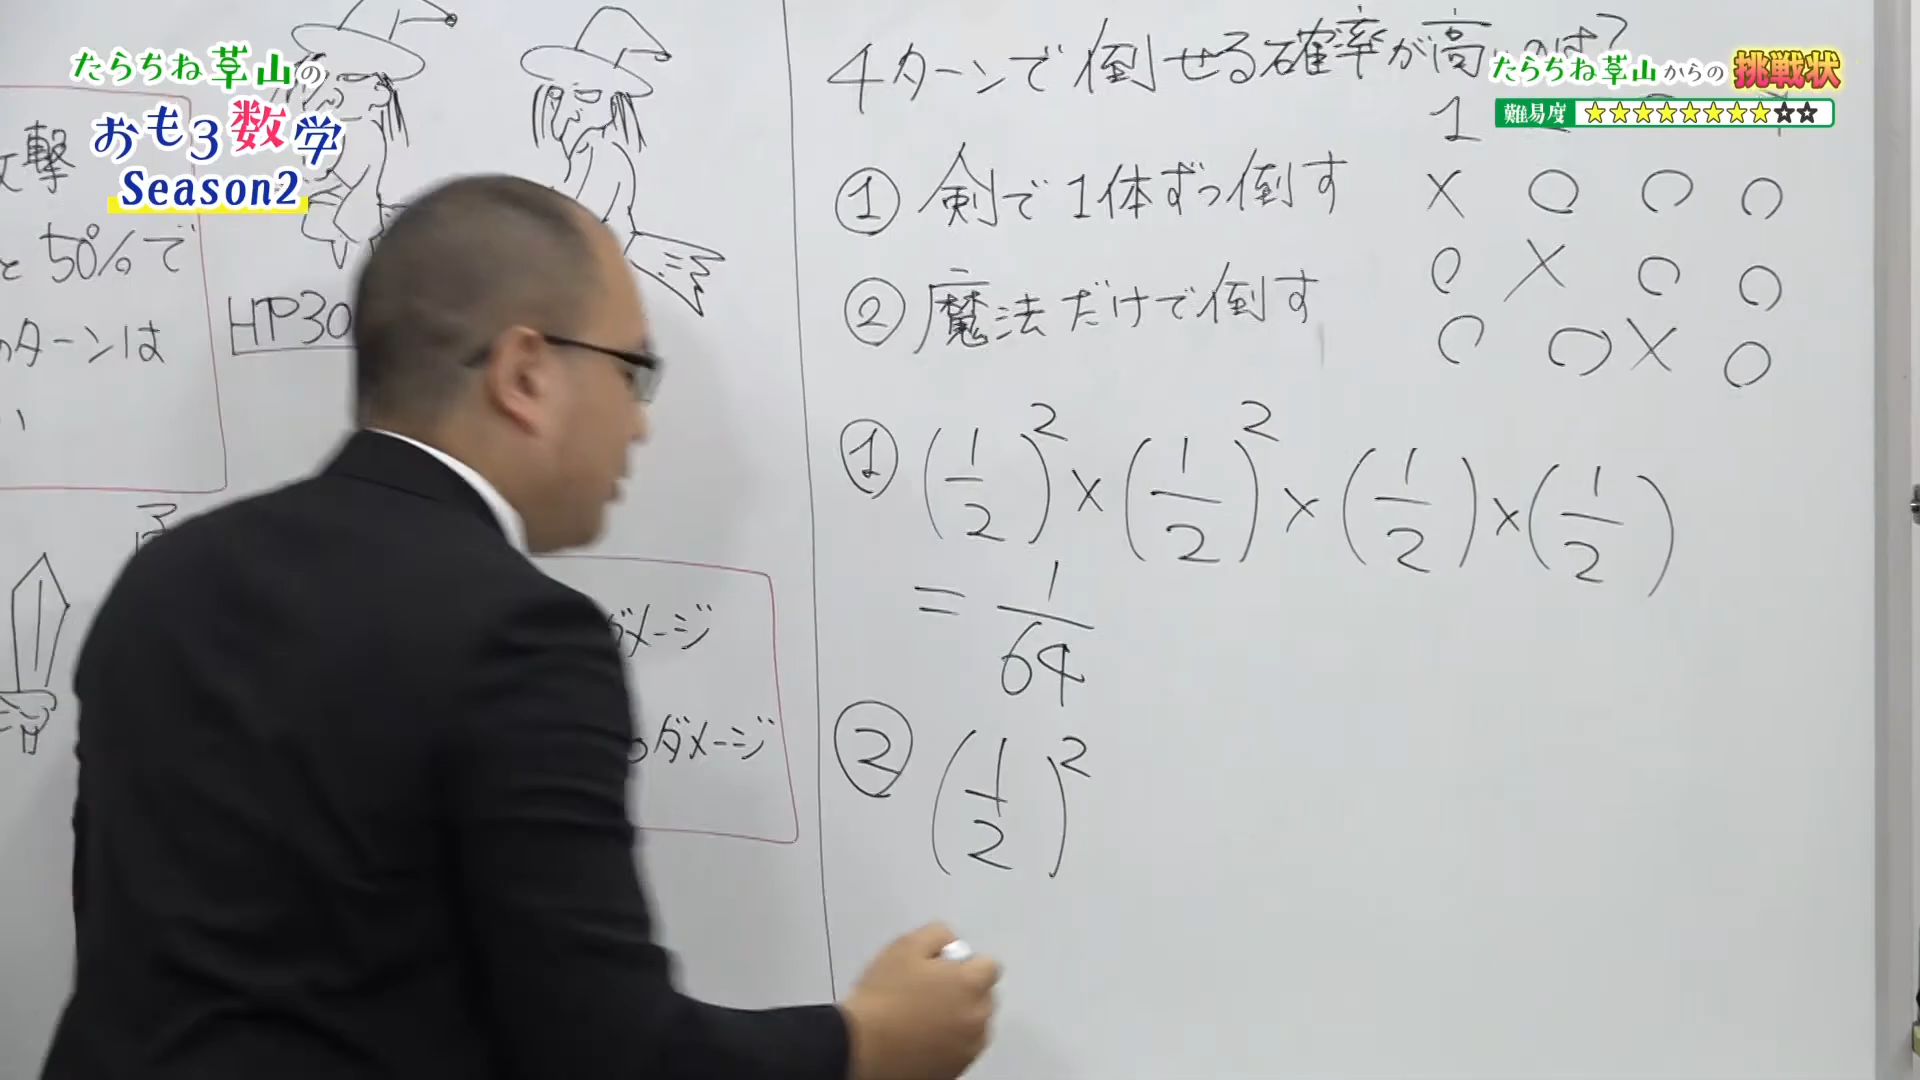 たらちね草山の
おも3数学
Season2
たらちね草山からの挑戦状
難易度 ★★★★★★★★☆☆
攻撃
と50%で
のターンは
い
HP30
ダメージ
のダメージ
4ターンで倒せる確率が高いのは?
① 剣で1体ずつ倒す
② 魔法だけで倒す
1
× ○ ○ ○
○ × ○ ○
○ ○ × ○
① (1/2)² × (1/2)² × (1/2) × (1/2)
= 1/64
② (1/2)²